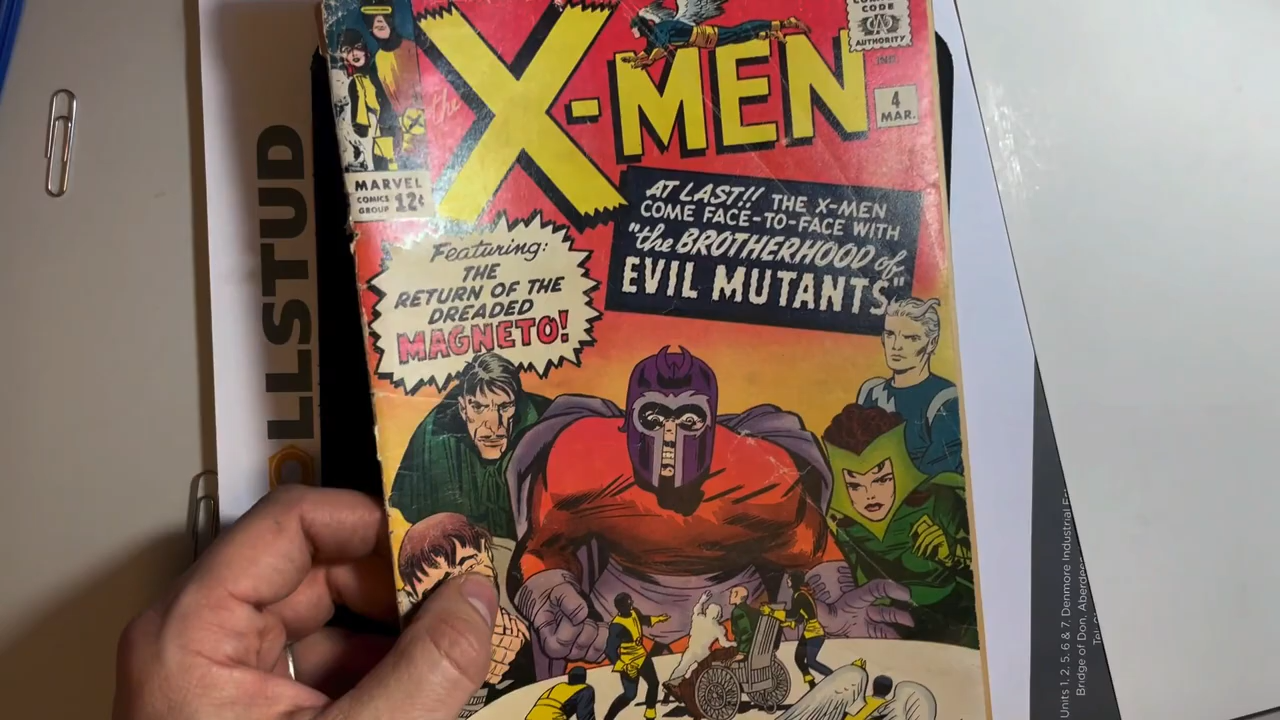 the
X-MEN
CODE
AUTHORITY
IND.
4
MAR.
MARVEL
COMICS
GROUP
12¢
AT LAST!! THE X-MEN
COME FACE-TO-FACE WITH
"the BROTHERHOOD of
EVIL MUTANTS"
Featuring:
THE
RETURN OF THE
DREADED
MAGNETO!
LLSTUD
Units 1, 2, 5, 6 & 7, Denmore Industrial
Bridge of Don,